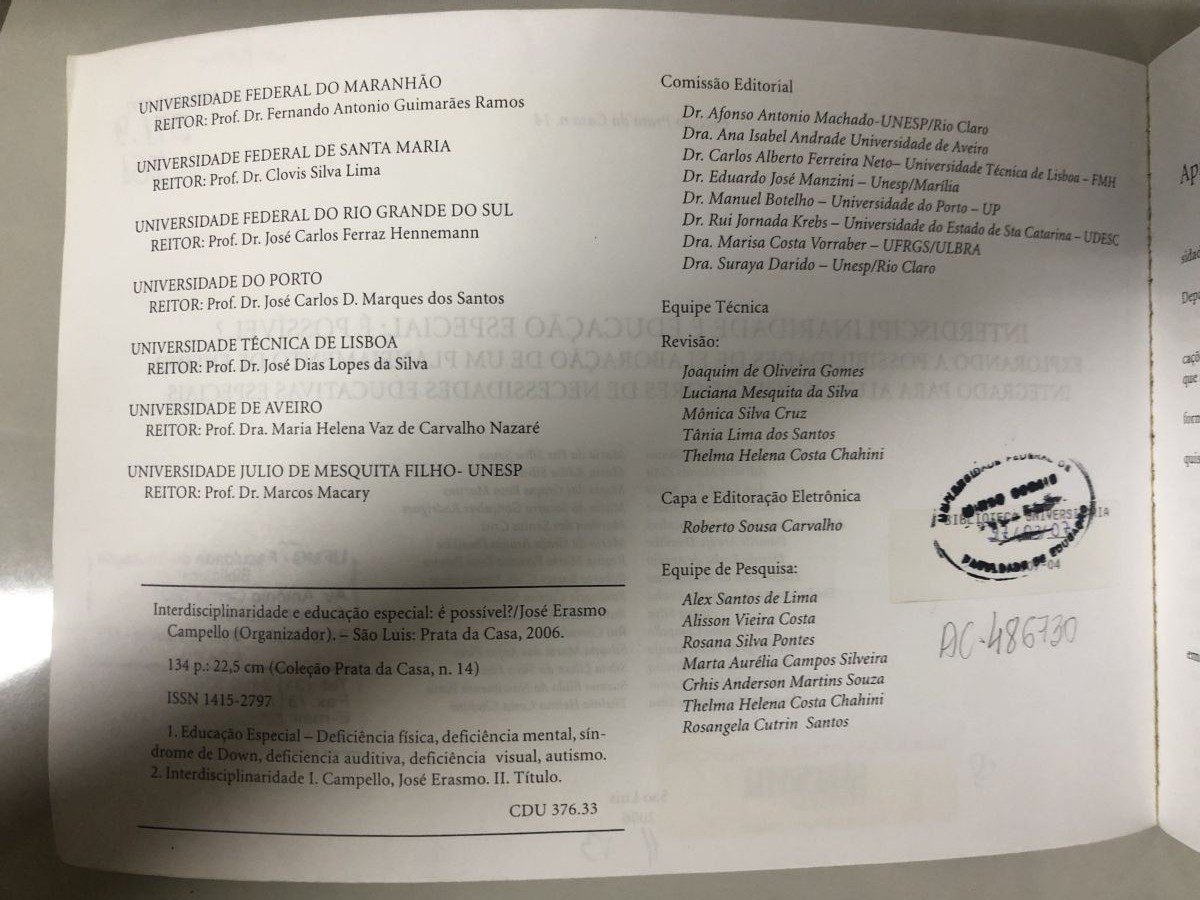 UNIVERSIDADE FEDERAL DO MARANHÃO
REITOR: Prof. Dr. Fernando Antonio Guimarães Ramos
UNIVERSIDADE FEDERAL DE SANTA MARIA
REITOR: Prof. Dr. Clovis Silva Lima
UNIVERSIDADE FEDERAL DO RIO GRANDE DO SUL
REITOR: Prof. Dr. José Carlos Ferraz Hennemann
UNIVERSIDADE DO PORTO
REITOR: Prof. Dr. José Carlos D. Marques dos Santos
UNIVERSIDADE TÉCNICA DE LISBOA
REITOR: Prof. Dr. José Dias Lopes da Silva
UNIVERSIDADE DE AVEIRO
REITOR: Prof. Dra. Maria Helena Vaz de Carvalho Nazaré
UNIVERSIDADE JULIO DE MESQUITA FILHO- UNESP
REITOR: Prof. Dr. Marcos Macary
Interdisciplinaridade e educação especial: é possível?/José Erasmo
Campello (Organizador). – São Luis: Prata da Casa, 2006.
134 p.: 22,5 cm (Coleção Prata da Casa, n. 14)
ISSN 1415-2797
1. Educação Especial – Deficiência física, deficiência mental, sín-
drome de Down, deficiencia auditiva, deficiência visual, autismo.
2. Interdisciplinaridade I. Campello, José Erasmo. II. Título.
CDU 376.33
Comissão Editorial
Dr. Afonso Antonio Machado-UNESP/Rio Claro
Dra. Ana Isabel Andrade Universidade de Aveiro
Dr. Carlos Alberto Ferreira Neto– Universidade Técnica de Lisboa – FMH
Dr. Eduardo José Manzini – Unesp/Marília
Dr. Manuel Botelho – Universidade do Porto – UP
Dr. Rui Jornada Krebs – Universidade do Estado de Sta Catarina – UDESC
Dra. Marisa Costa Vorraber – UFRGS/ULBRA
Dra. Suraya Darido – Unesp/Rio Claro
Equipe Técnica
Revisão:
Joaquim de Oliveira Gomes
Luciana Mesquita da Silva
Mônica Silva Cruz
Tânia Lima dos Santos
Thelma Helena Costa Chahini
Capa e Editoração Eletrônica
Roberto Sousa Carvalho
Equipe de Pesquisa:
Alex Santos de Lima
Alisson Vieira Costa
Rosana Silva Pontes
Marta Aurélia Campos Silveira
Crhis Anderson Martins Souza
Thelma Helena Costa Chahini
Rosangela Cutrin Santos
UNIVERSIDADE FEDERAL DE
BIBLIOTECA UNIVERSITARIA
FACULDADE DE EDUCAÇÃO
AC-486730
AP
Depa
que